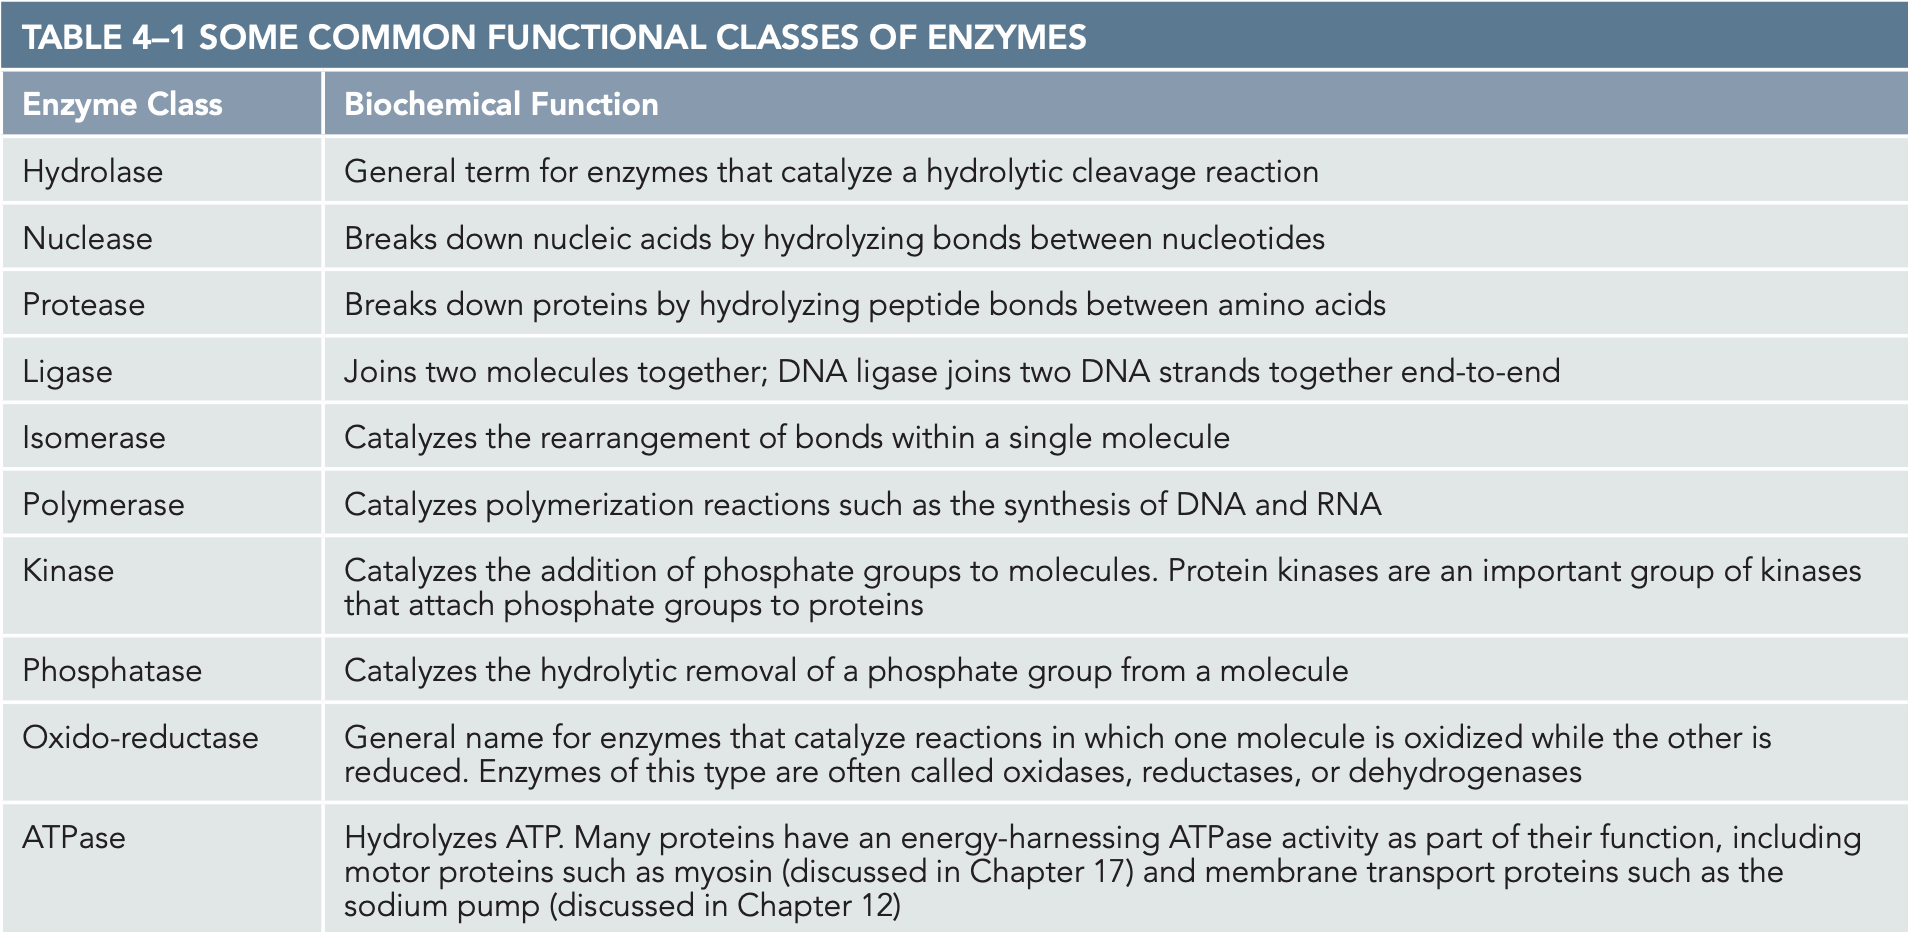 TABLE 4–1 SOME COMMON FUNCTIONAL CLASSES OF ENZYMES
Enzyme Class Biochemical Function
Hydrolase General term for enzymes that catalyze a hydrolytic cleavage reaction
Nuclease Breaks down nucleic acids by hydrolyzing bonds between nucleotides
Protease Breaks down proteins by hydrolyzing peptide bonds between amino acids
Ligase Joins two molecules together; DNA ligase joins two DNA strands together end-to-end
Isomerase Catalyzes the rearrangement of bonds within a single molecule
Polymerase Catalyzes polymerization reactions such as the synthesis of DNA and RNA
Kinase Catalyzes the addition of phosphate groups to molecules. Protein kinases are an important group of kinases
that attach phosphate groups to proteins
Phosphatase Catalyzes the hydrolytic removal of a phosphate group from a molecule
Oxido-reductase General name for enzymes that catalyze reactions in which one molecule is oxidized while the other is
reduced. Enzymes of this type are often called oxidases, reductases, or dehydrogenases
ATPase Hydrolyzes ATP. Many proteins have an energy-harnessing ATPase activity as part of their function, including
motor proteins such as myosin (discussed in Chapter 17) and membrane transport proteins such as the
sodium pump (discussed in Chapter 12)